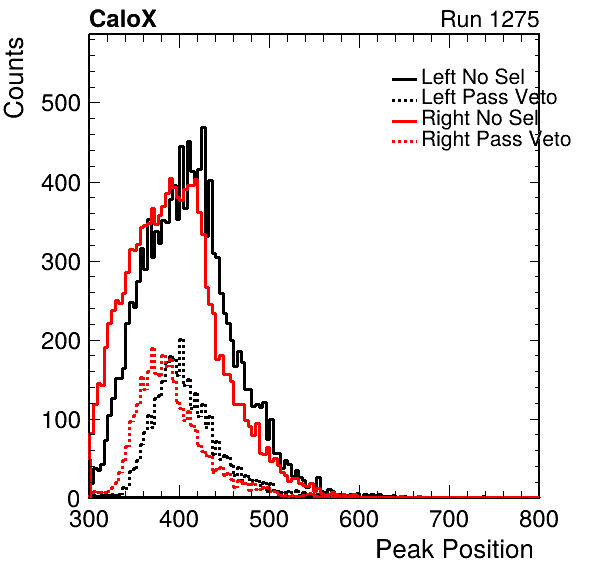 CaloX Run 1275
Counts
Left No Sel
Left Pass Veto
Right No Sel
Right Pass Veto
500
400
300
200
100
0
300 400 500 600 700 800
Peak Position